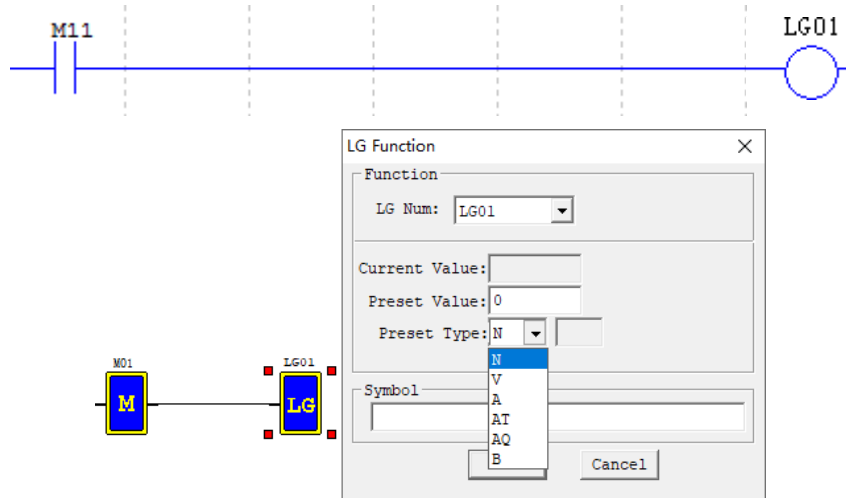 M11
LG01
LG Function
Function
LG Num: LG01
Current Value:
Preset Value: 0
Preset Type: N
N
V
A
AT
AQ
B
M01
M
LG01
LG
Symbol
Cancel